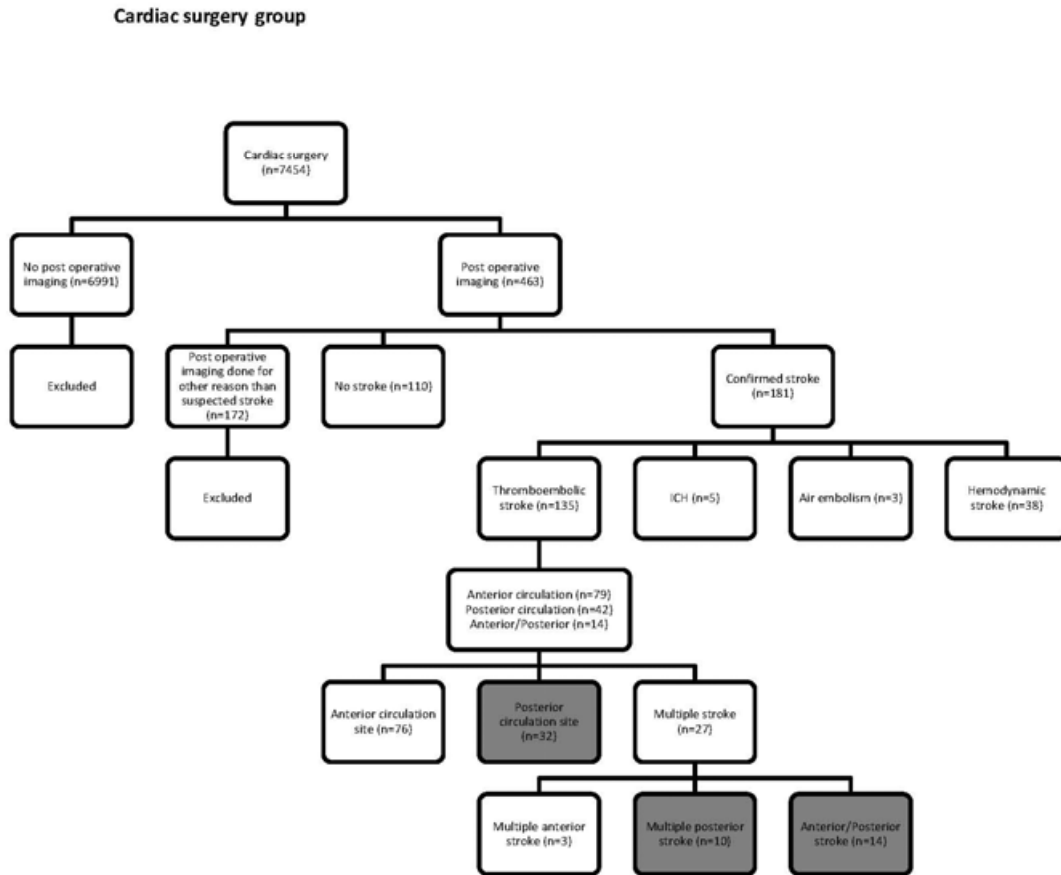 Cardiac surgery group
Cardiac surgery
(n=7454)
No post operative
imaging (n=6991)
Post operative
imaging (n=463)
Excluded
Post operative
imaging done for
other reason than
suspected stroke
(n=172)
No stroke (n=110)
Confirmed stroke
(n=181)
Excluded
Thromboembolic
stroke (n=135)
ICH (n=5)
Air embolism (n=3)
Hemodynamic
stroke (n=38)
Anterior circulation (n=79)
Posterior circulation (n=42)
Anterior/Posterior (n=14)
Anterior circulation
site (n=76)
Posterior
circulation site
(n=32)
Multiple stroke
(n=27)
Multiple anterior
stroke (n=3)
Multiple posterior
stroke (n=10)
Anterior/Posterior
stroke (n=14)